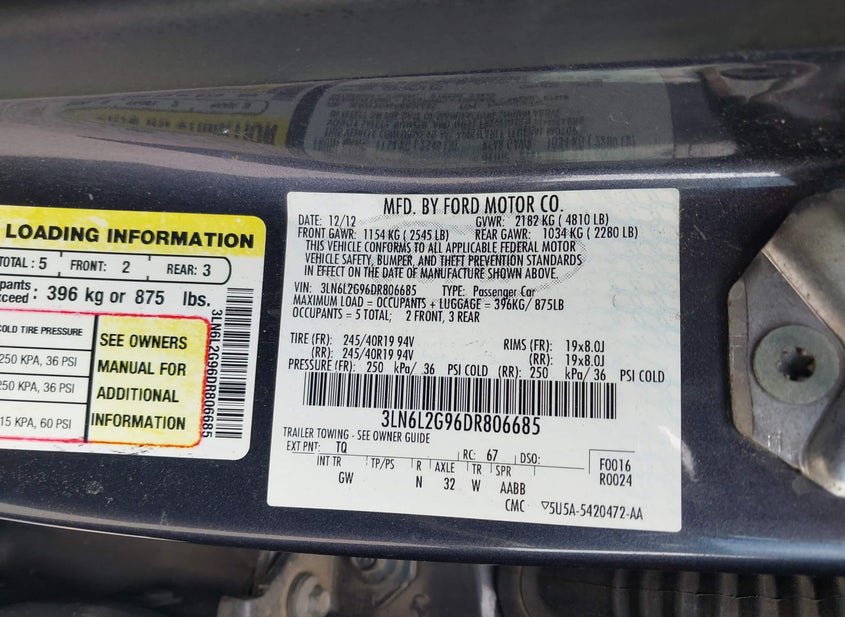 LOADING INFORMATION
TOTAL : 5 FRONT: 2 REAR: 3
396 kg or 875 lbs.
COLD TIRE PRESSURE
250 KPA, 36 PSI
250 KPA, 36 PSI
15 KPA, 60 PSI
SEE OWNERS
MANUAL FOR
ADDITIONAL
INFORMATION
3LN6L2G96DR806685
MFD. BY FORD MOTOR CO.
DATE: 12/12 GVWR: 2182 KG ( 4810 LB)
FRONT GAWR: 1154 KG ( 2545 LB) REAR GAWR: 1034 KG ( 2280 LB)
THIS VEHICLE CONFORMS TO ALL APPLICABLE FEDERAL MOTOR
VEHICLE SAFETY, BUMPER, AND THEFT PREVENTION STANDARDS
IN EFFECT ON THE DATE OF MANUFACTURE SHOWN ABOVE.
VIN: 3LN6L2G96DR806685 TYPE: Passenger Car
MAXIMUM LOAD = OCCUPANTS + LUGGAGE = 396KG/ 875LB
OCCUPANTS = 5 TOTAL; 2 FRONT, 3 REAR
TIRE (FR): 245/40R19 94V RIMS (FR): 19x8.0J
(RR): 245/40R19 94V (RR): 19x8.0J
PRESSURE (FR): 250 kPa/ 36 PSI COLD (RR): 250 kPa/ 36 PSI COLD
3LN6L2G96DR806685
TRAILER TOWING - SEE OWNER GUIDE
EXT PNT: TQ RC: 67 DSO:
INT TR TP/PS R AXLE TR SPR
GW N 32 W AABB
F0016
R0024
CMC ▽5U5A-5420472-AA